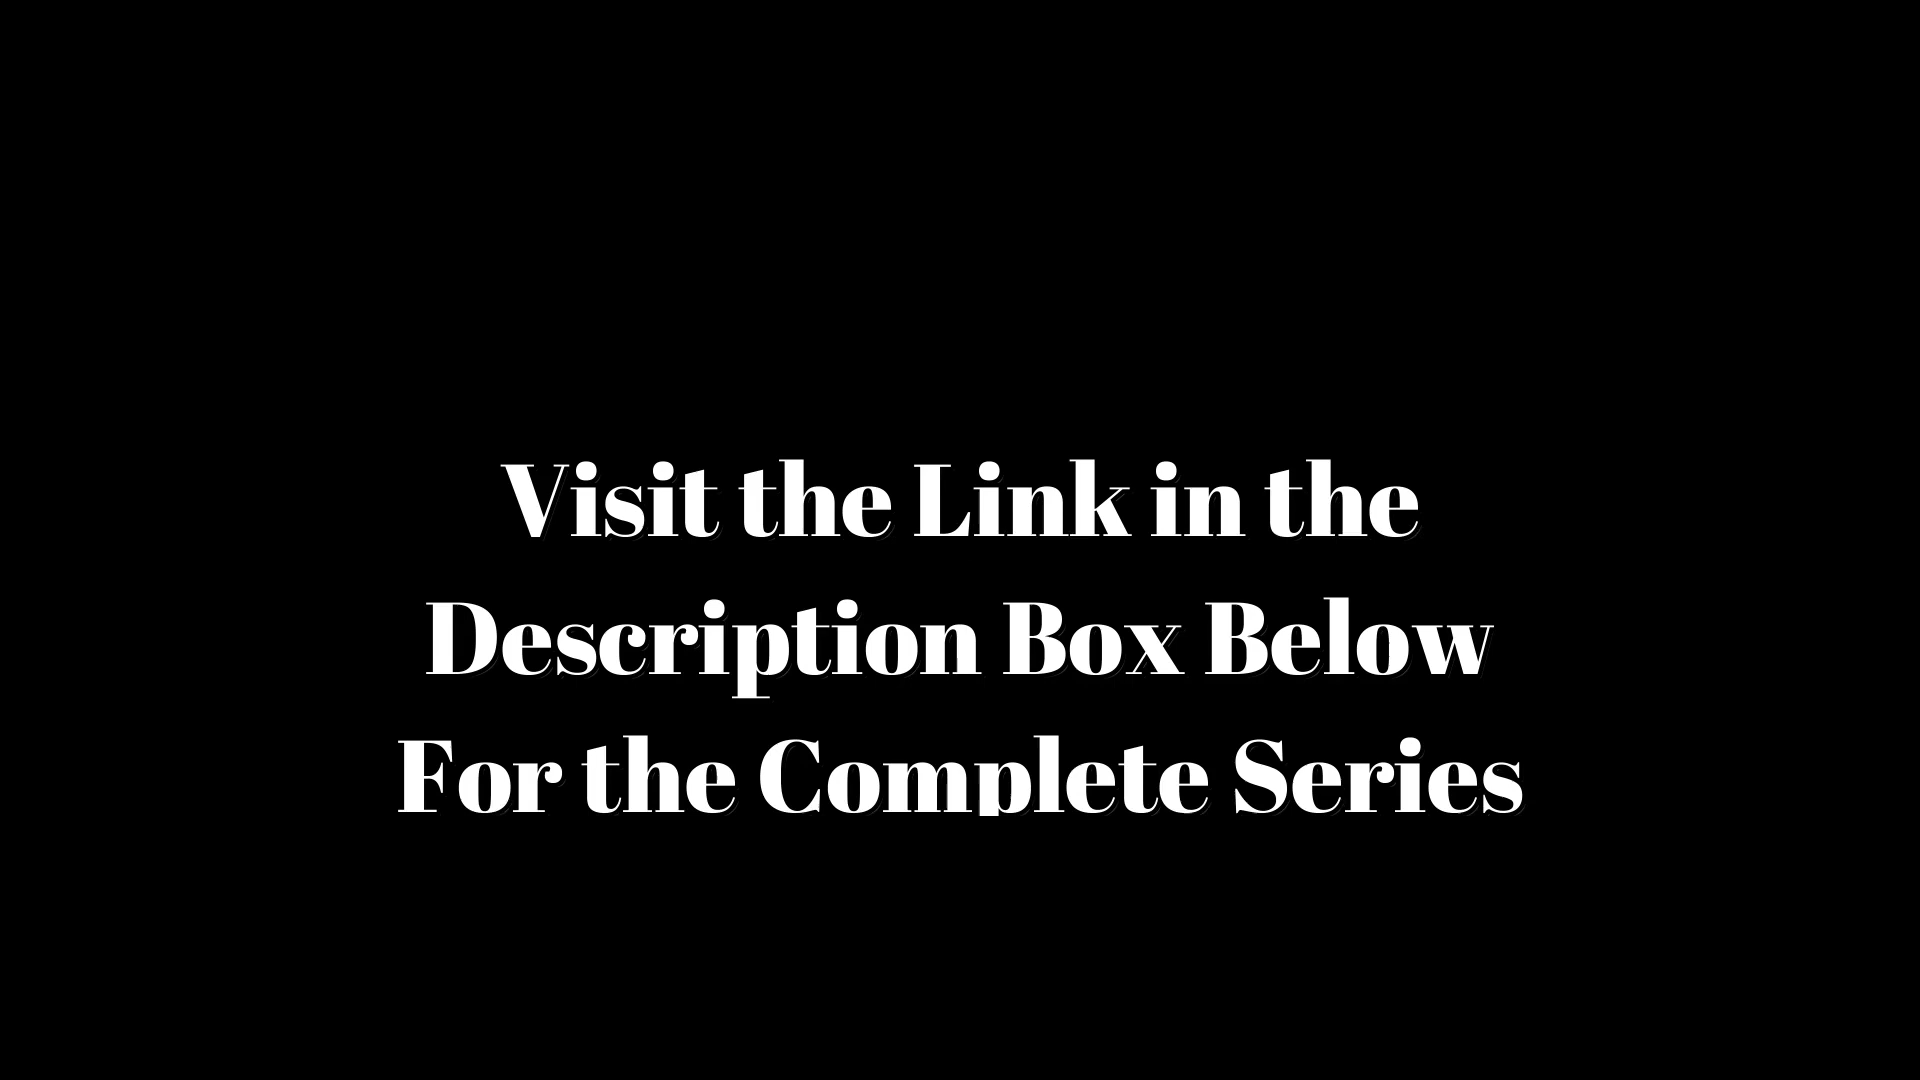 Visit the Link in the
Description Box Below
For the Complete Series